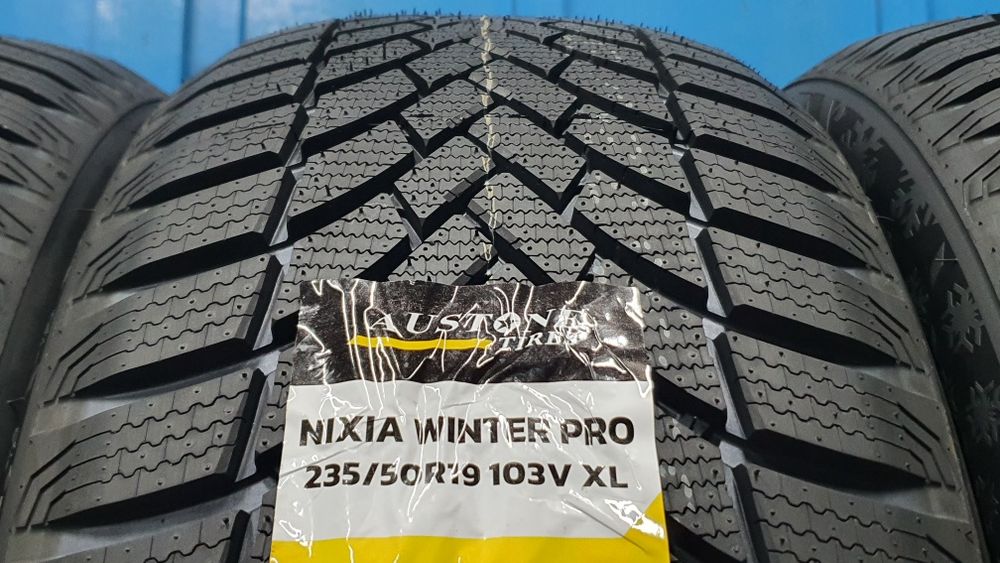 AUSTONE
TIRES
NIXIA WINTER PRO
235/50R19 103V XL